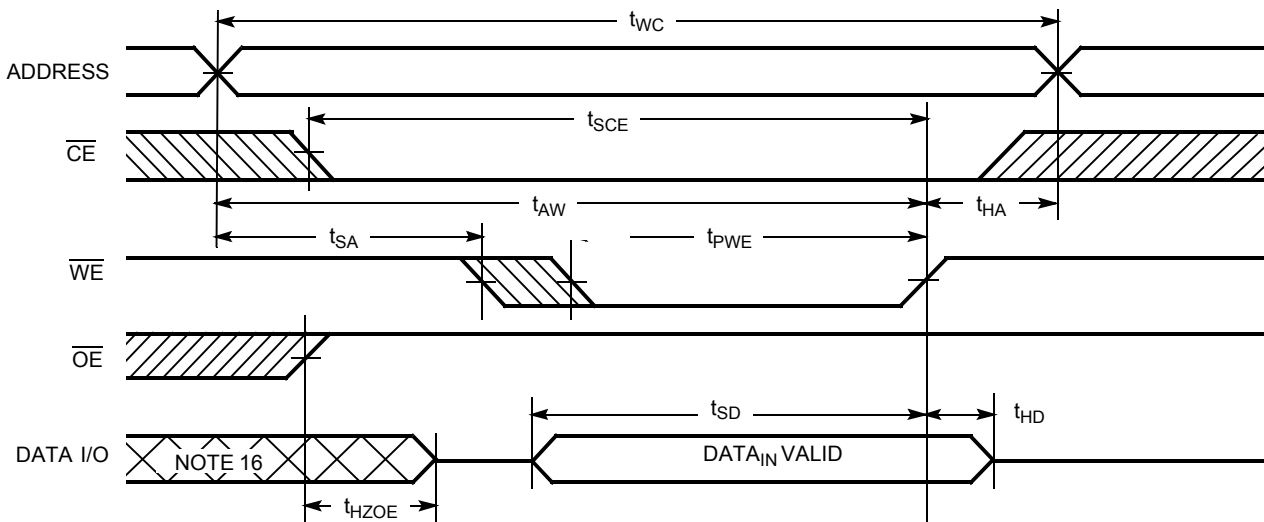 tWC
ADDRESS
tSCE
CE
tAW
tHA
tSA
tPWE
WE
OE
tSD
tHD
DATA I/O
NOTE 16
DATAIN VALID
tHZOE